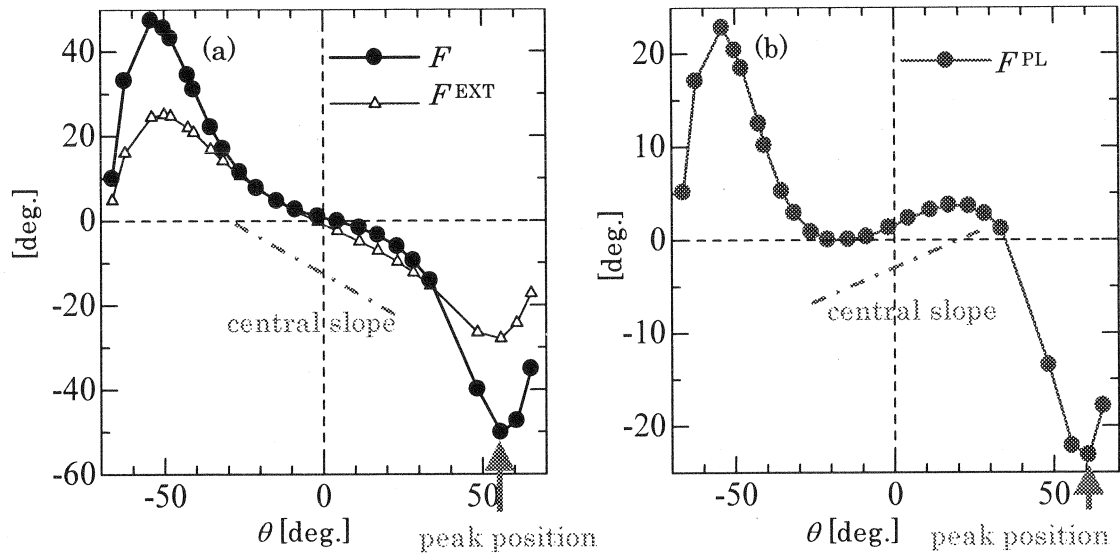 (a)
F
F EXT
40
20
0
-20
-40
-60
[deg.]
central slope
-50
0
50
θ [deg.]
peak position
(b)
F PL
20
10
0
-10
-20
[deg.]
central slope
-50
0
50
θ [deg.]
peak position